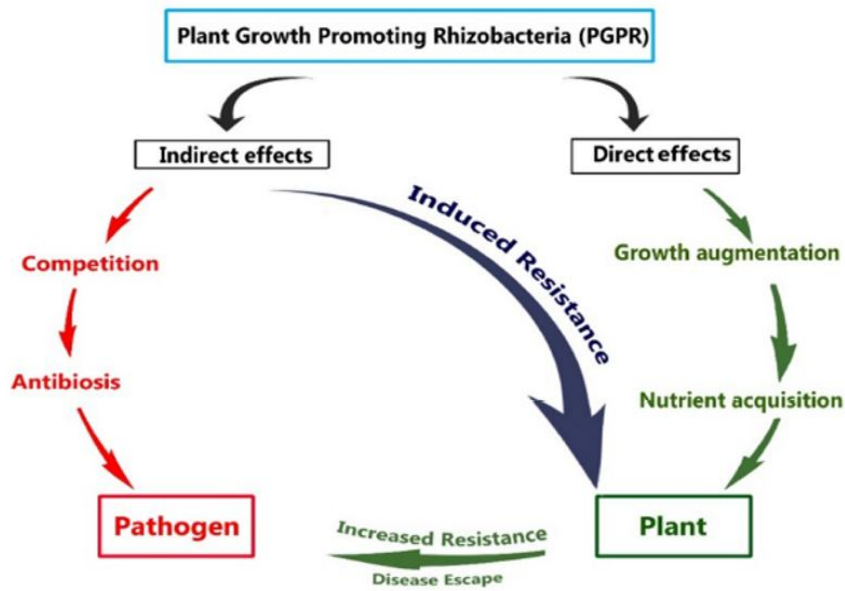 Plant Growth Promoting Rhizobacteria (PGPR)
Indirect effects
Direct effects
Induced Resistance
Competition
Growth augmentation
Antibiosis
Nutrient acquisition
Pathogen
Plant
Increased Resistance
Disease Escape